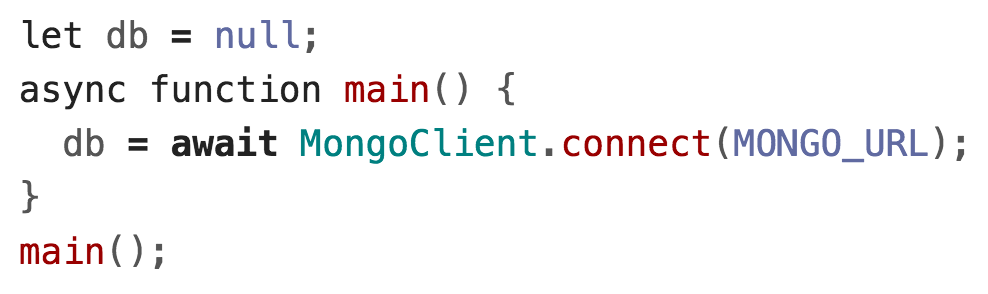 let db = null;
async function main() {
  db = await MongoClient.connect(MONGO_URL);
}
main();